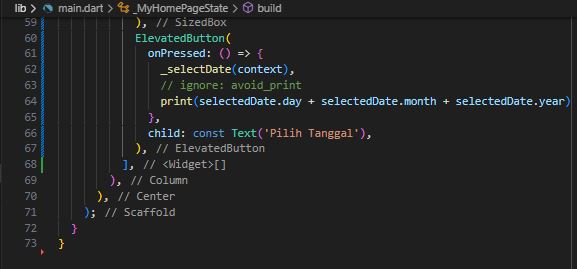 lib > main.dart > _MyHomePageState > build
59 ), // SizedBox
60 ElevatedButton(
61 onPressed: () => {
62 _selectDate(context),
63 // ignore: avoid_print
64 print(selectedDate.day + selectedDate.month + selectedDate.year)
65 },
66 child: const Text('Pilih Tanggal'),
67 ), // ElevatedButton
68 ], // <Widget>[]
69 ), // Column
70 ), // Center
71 ); // Scaffold
72 }
73 }